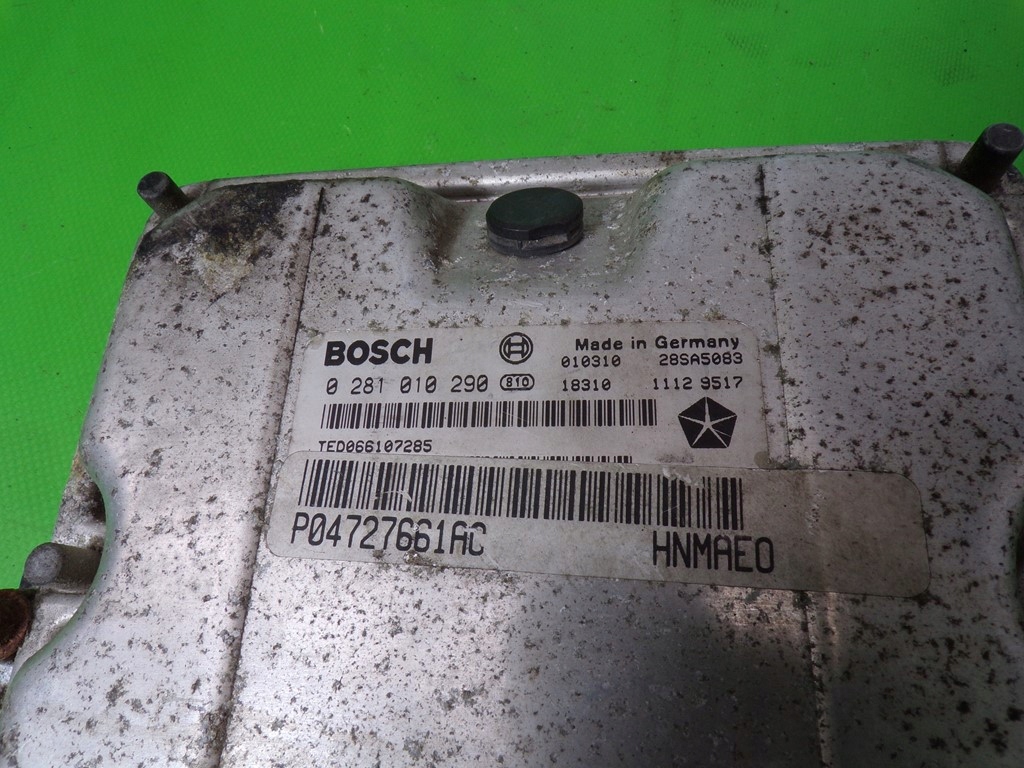 BOSCH Made in Germany
010310 28SA5083
0 281 010 290 810 18310 1112 9517
TED066107285
P04727661AC HNMAEO